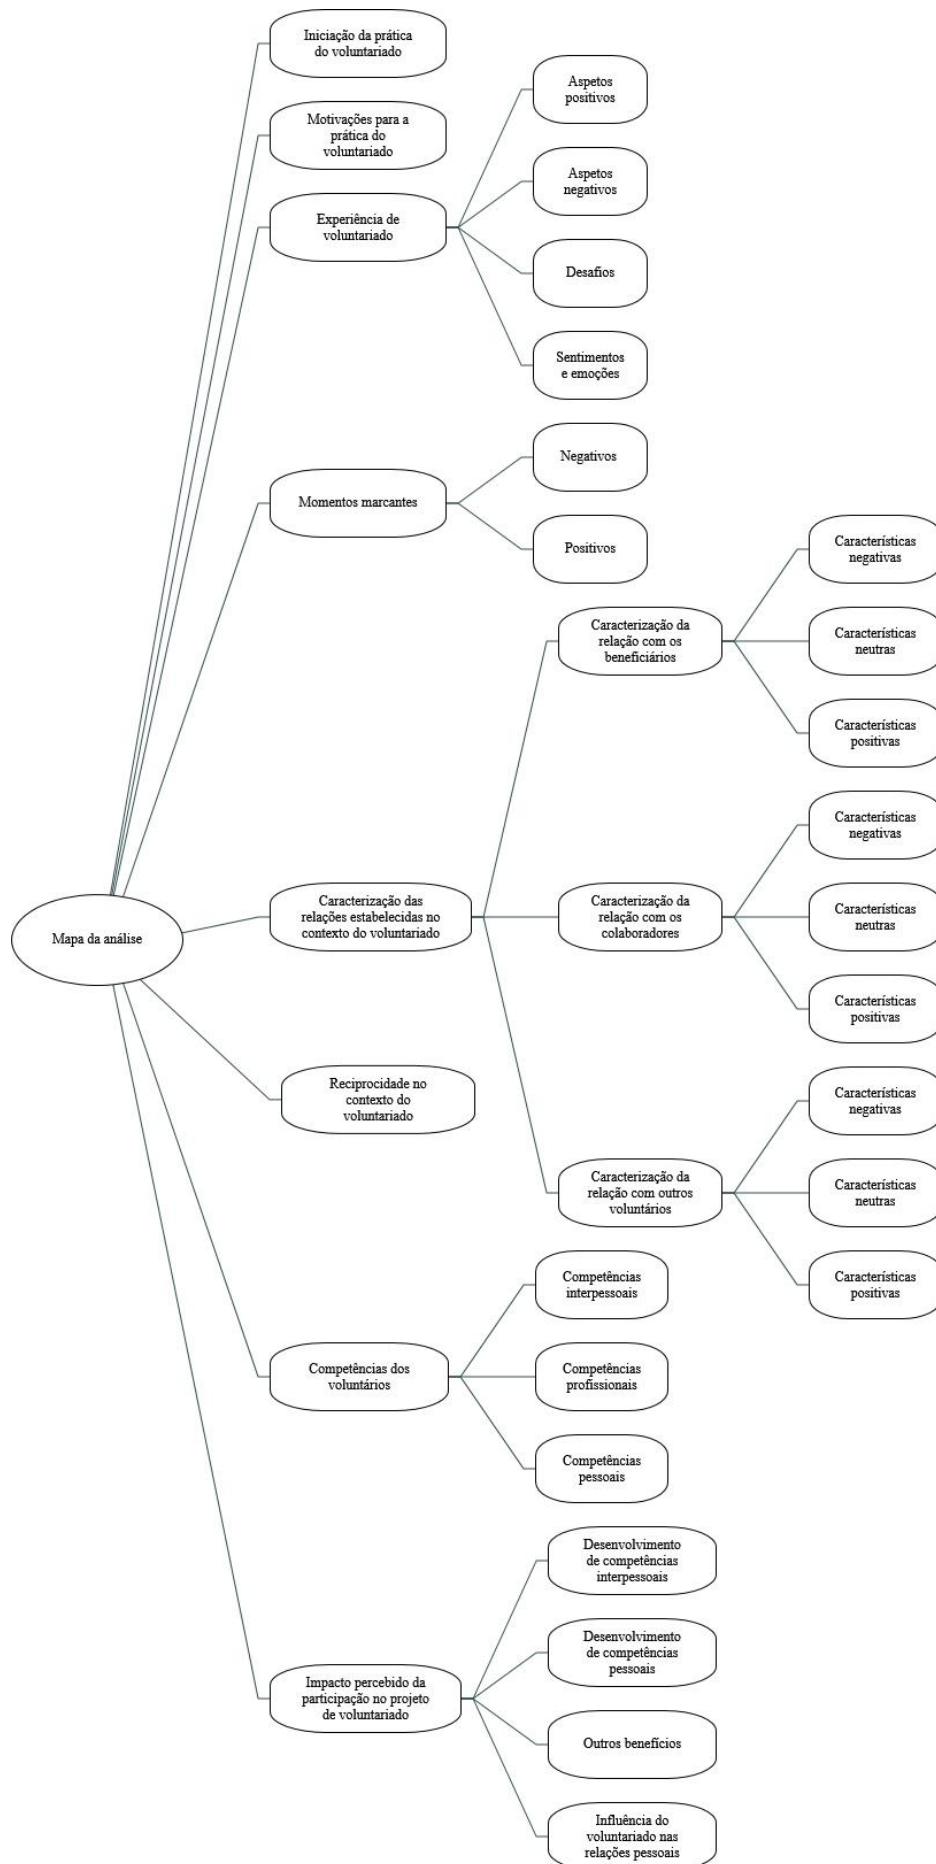 Iniciação da prática
do voluntariado
Motivações para a
prática do
voluntariado
Experiência de
voluntariado
Aspetos
positivos
Aspetos
negativos
Desafios
Sentimentos
e emoções
Momentos marcantes
Negativos
Positivos
Mapa da análise
Caracterização das
relações estabelecidas no
contexto do voluntariado
Caracterização da
relação com os
beneficiários
Características
negativas
Características
neutras
Características
positivas
Caracterização da
relação com os
colaboradores
Características
negativas
Características
neutras
Características
positivas
Caracterização da
relação com outros
voluntários
Características
negativas
Características
neutras
Características
positivas
Reciprocidade no
contexto do
voluntariado
Competências dos
voluntários
Competências
interpessoais
Competências
profissionais
Competências
pessoais
Impacto percebido da
participação no projeto
de voluntariado
Desenvolvimento
de competências
interpessoais
Desenvolvimento
de competências
pessoais
Outros benefícios
Influência do
voluntariado nas
relações pessoais